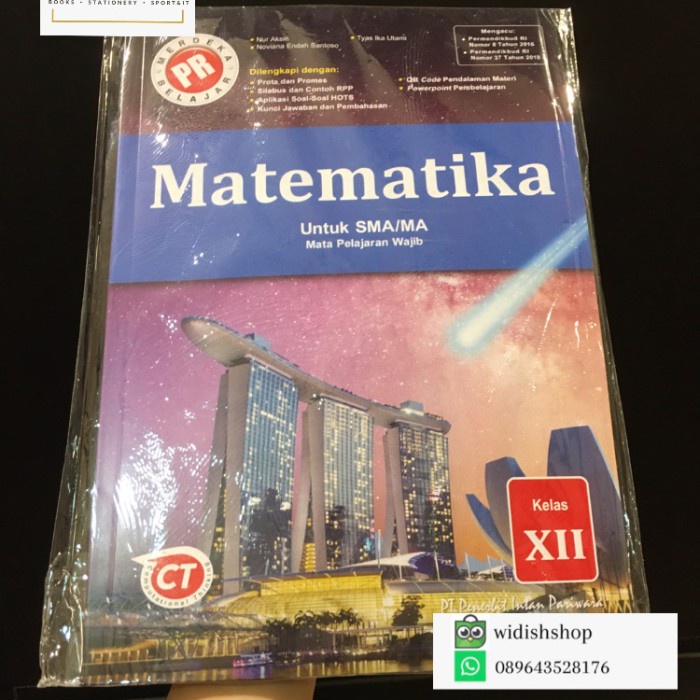 BOOKS • STATIONERY • SPORT&IT
• Nur Aksin
• Noviana Endah Santoso
• Tyas Ika Utami
Mengacu:
• Permendikbud RI
Nomor 8 Tahun 2016
• Permendikbud RI
Nomor 37 Tahun 2018
MERDEKA
PR
BELAJAR
Dilengkapi dengan:
• Prota dan Promes
• Silabus dan Contoh RPP
• Aplikasi Soal-Soal HOTS
• Kunci Jawaban dan Pembahasan
• QR Code Pendalaman Materi
• Powerpoint Pembelajaran
Matematika
Untuk SMA/MA
Mata Pelajaran Wajib
Kelas
XII
CT
Computational Thinking
PT Penerbit Intan Pariwara
widishshop
089643528176